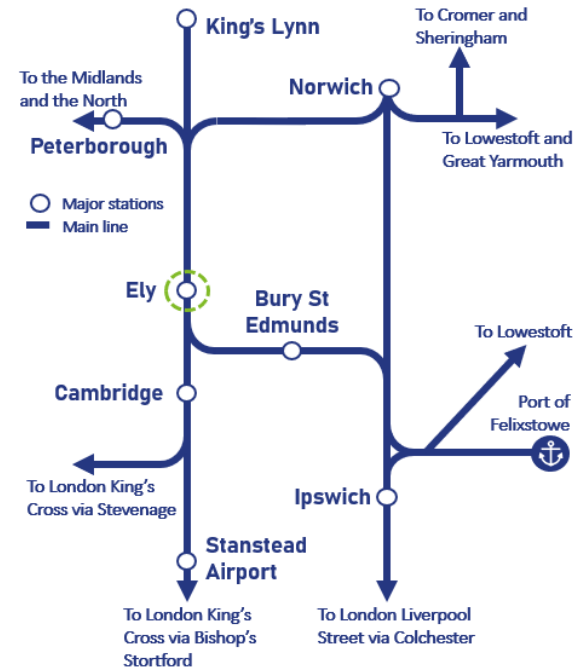 King's Lynn
To Cromer and
Sheringham
To the Midlands
and the North
Norwich
Peterborough
To Lowestoft and
Great Yarmouth
Major stations
Main line
Ely
Bury St
Edmunds
To Lowestoft
Cambridge
Port of
Felixstowe
To London King's
Cross via Stevenage
Ipswich
Stanstead
Airport
To London King's
Cross via Bishop's
Stortford
To London Liverpool
Street via Colchester